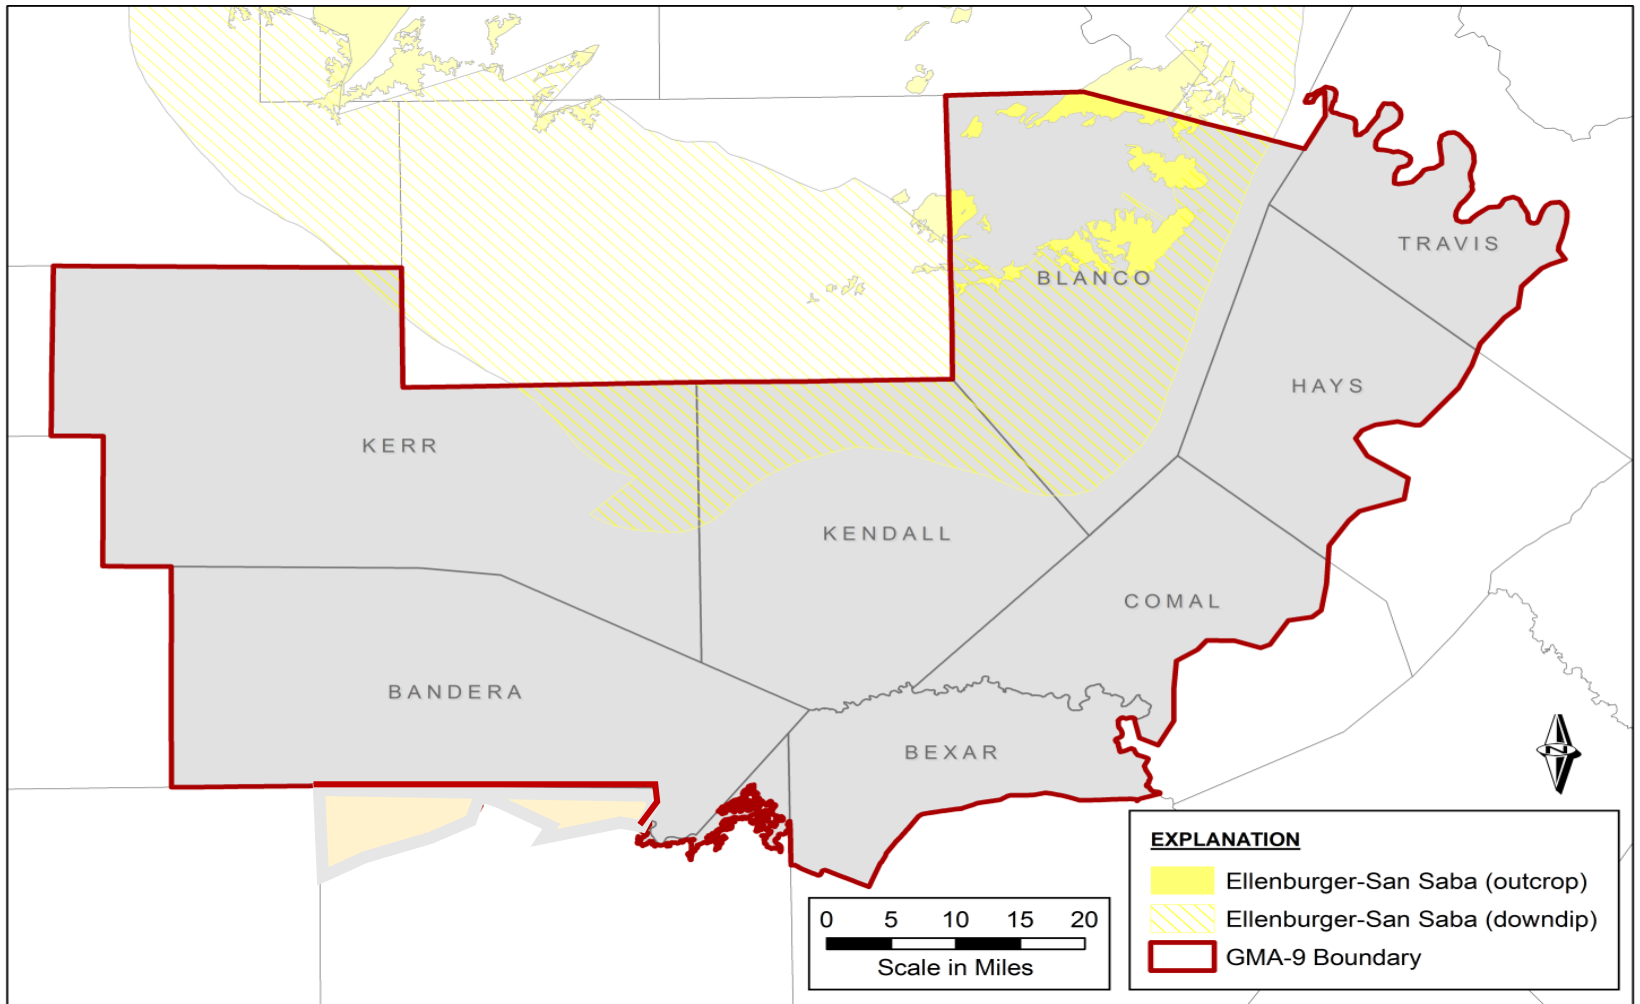 TRAVIS
BLANCO
HAYS
KERR
KENDALL
COMAL
BANDERA
BEXAR
N
EXPLANATION
Ellenburger-San Saba (outcrop)
Ellenburger-San Saba (downdip)
GMA-9 Boundary
0 5 10 15 20
Scale in Miles